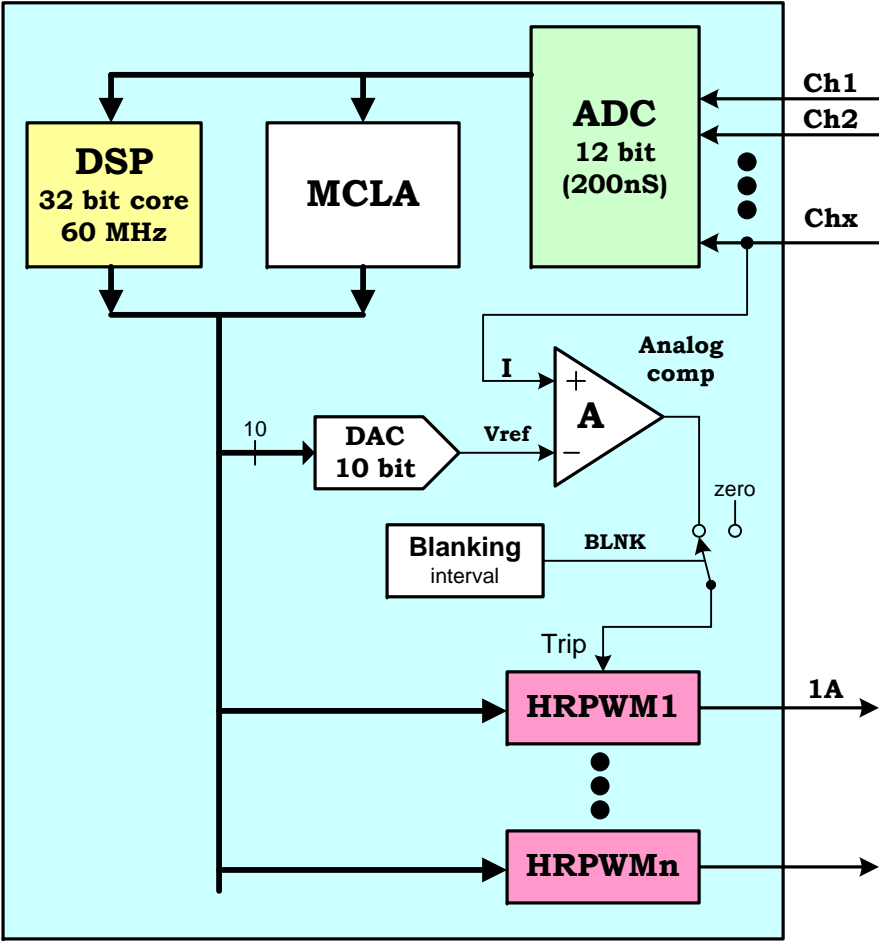 Ch1
ADC
12 bit
(200nS)
Ch2
DSP
32 bit core
60 MHz
MCLA
Chx
Analog
comp
I
+
A
10
DAC
10 bit
Vref
−
zero
Blanking
interval
BLNK
Trip
HRPWM1
1A
HRPWMn